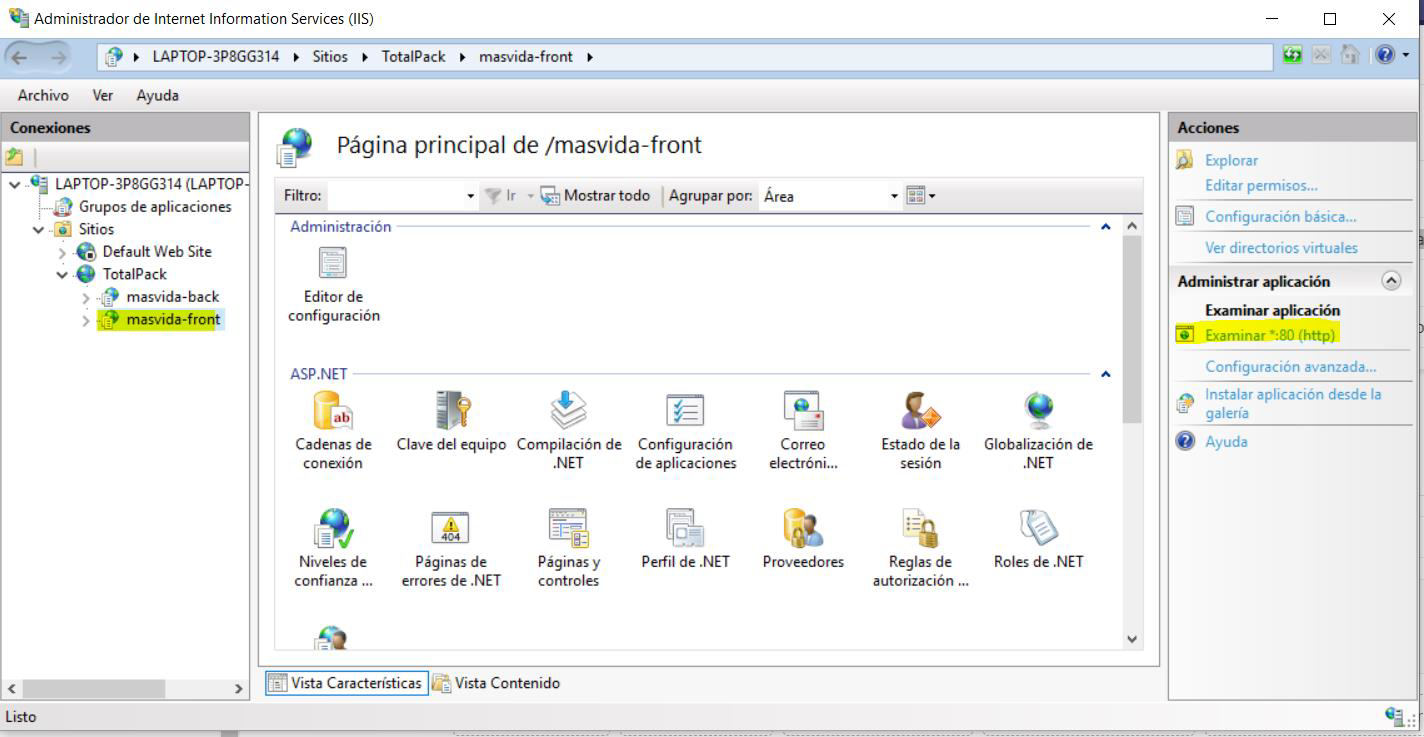 Administrador de Internet Information Services (IIS)
LAPTOP-3P8GG314 Sitios TotalPack masvida-front
Archivo Ver Ayuda
Conexiones
LAPTOP-3P8GG314 (LAPTOP-
Grupos de aplicaciones
Sitios
Default Web Site
TotalPack
masvida-back
masvida-front
Página principal de /masvida-front
Filtro: Ir Mostrar todo Agrupar por: Área
Administración
Editor de
configuración
ASP.NET
Cadenas de
conexión
Clave del equipo
Compilación de
.NET
Configuración
de aplicaciones
Correo
electróni...
Estado de la
sesión
Globalización de
.NET
Niveles de
confianza ...
Páginas de
errores de .NET
Páginas y
controles
Perfil de .NET
Proveedores
Reglas de
autorización ...
Roles de .NET
Vista Características Vista Contenido
Acciones
Explorar
Editar permisos...
Configuración básica...
Ver directorios virtuales
Administrar aplicación
Examinar aplicación
Examinar *:80 (http)
Configuración avanzada...
Instalar aplicación desde la
galería
Ayuda
Listo